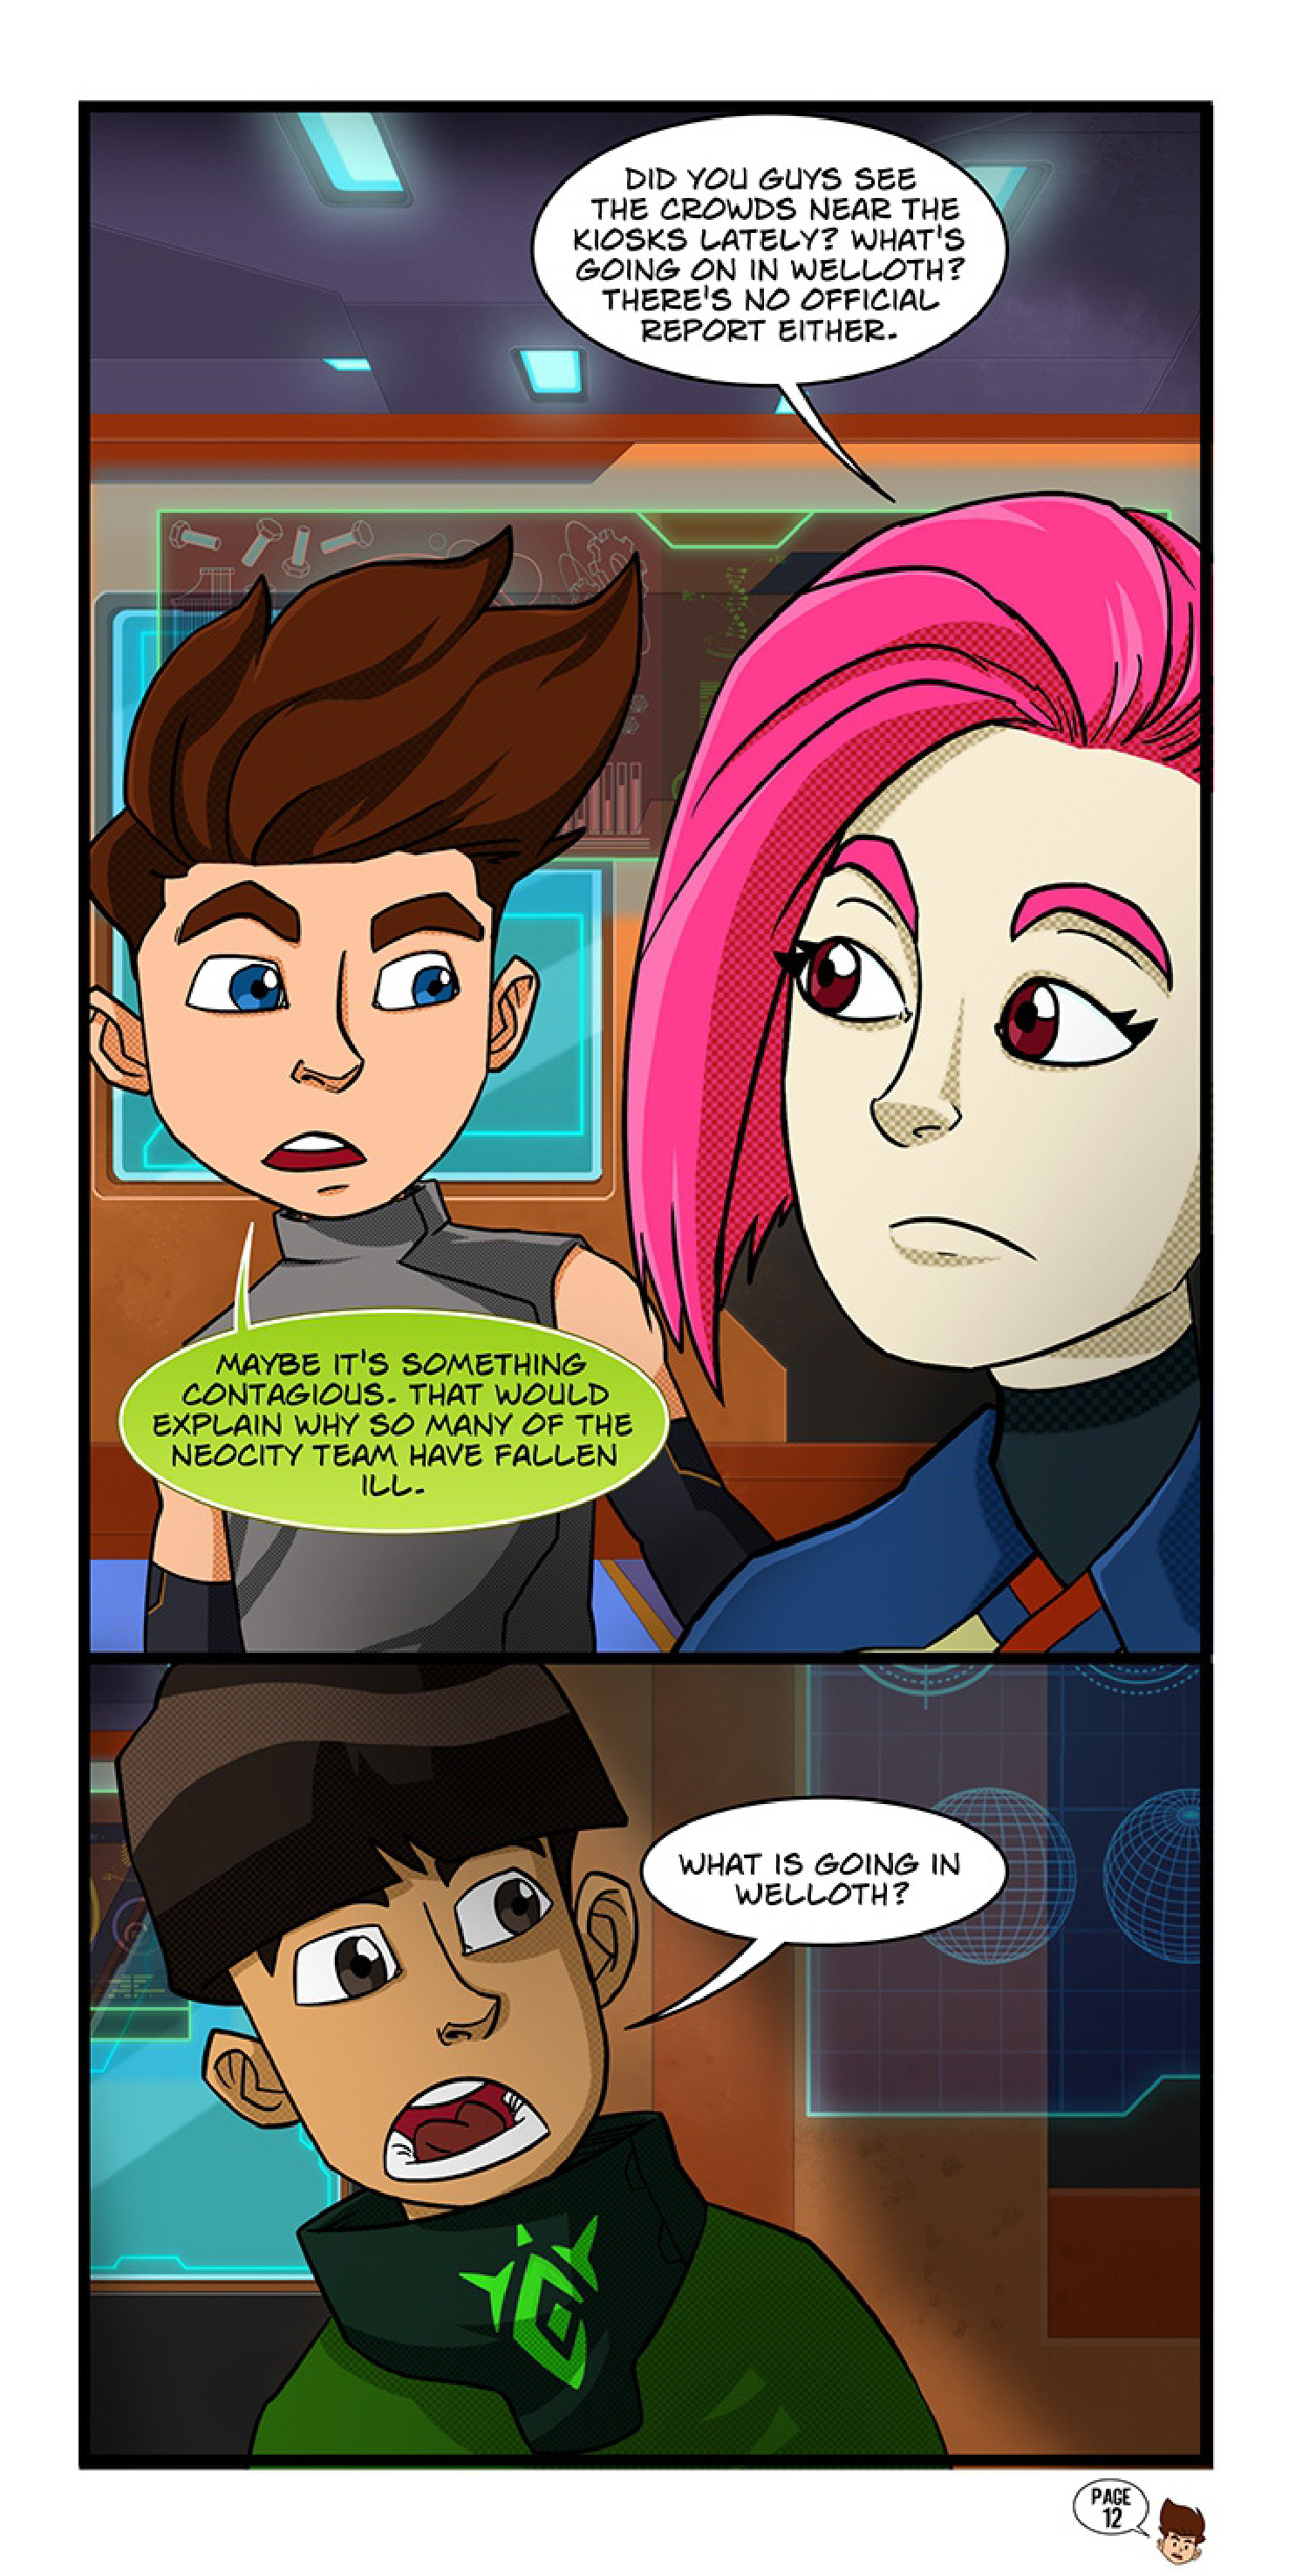 DID YOU GUYS SEE
THE CROWDS NEAR THE
KIOSKS LATELY? WHAT'S
GOING ON IN WELLOTH?
THERE'S NO OFFICIAL
REPORT EITHER.
MAYBE IT'S SOMETHING
CONTAGIOUS. THAT WOULD
EXPLAIN WHY SO MANY OF THE
NEOCITY TEAM HAVE FALLEN
ILL.
WHAT IS GOING IN
WELLOTH?
PAGE
12